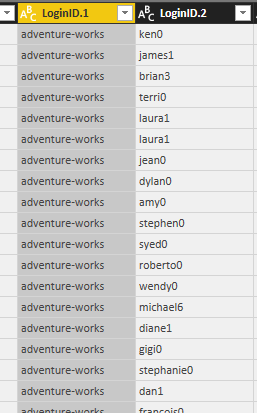 ABC LoginID.1 ABC LoginID.2
adventure-works ken0
adventure-works james1
adventure-works brian3
adventure-works terri0
adventure-works laura1
adventure-works laura1
adventure-works jean0
adventure-works dylan0
adventure-works amy0
adventure-works stephen0
adventure-works syed0
adventure-works roberto0
adventure-works wendy0
adventure-works michael6
adventure-works diane1
adventure-works gigi0
adventure-works stephanie0
adventure-works dan1
adventure-works francois0